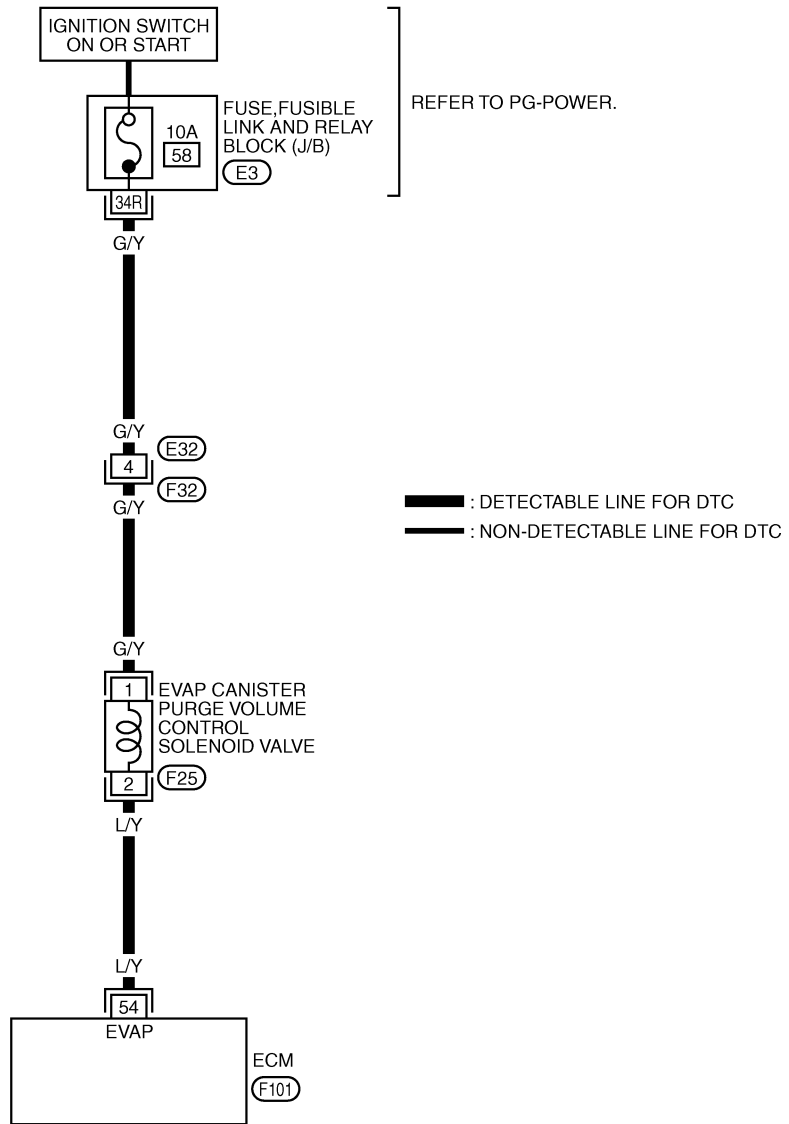 IGNITION SWITCH
ON OR START
REFER TO PG-POWER.
FUSE,FUSIBLE
LINK AND RELAY
BLOCK (J/B)
10A
58
E3
34R
G/Y
G/Y
E32
4
F32
G/Y
: DETECTABLE LINE FOR DTC
: NON-DETECTABLE LINE FOR DTC
G/Y
1
EVAP CANISTER
PURGE VOLUME
CONTROL
SOLENOID VALVE
2
F25
L/Y
L/Y
54
EVAP
ECM
F101